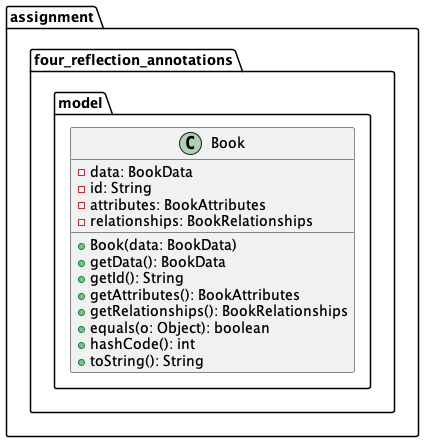 assignment
four_reflection_annotations
model
C Book
data: BookData
id: String
attributes: BookAttributes
relationships: BookRelationships
Book(data: BookData)
getData(): BookData
getId(): String
getAttributes(): BookAttributes
getRelationships(): BookRelationships
equals(o: Object): boolean
hashCode(): int
toString(): String